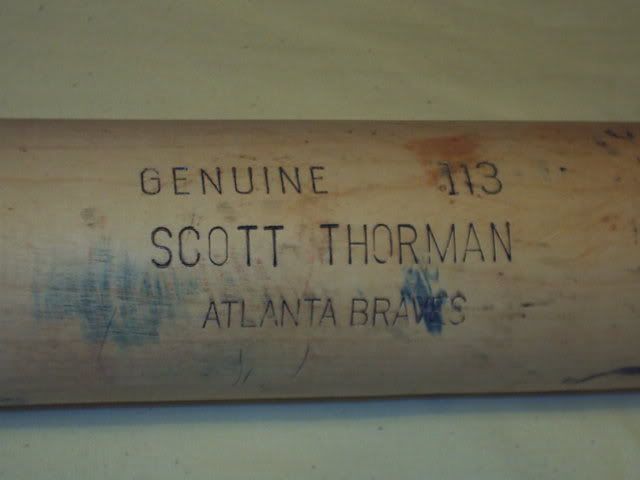 GENUINE 113
SCOTT THORMAN
ATLANTA BRAVES